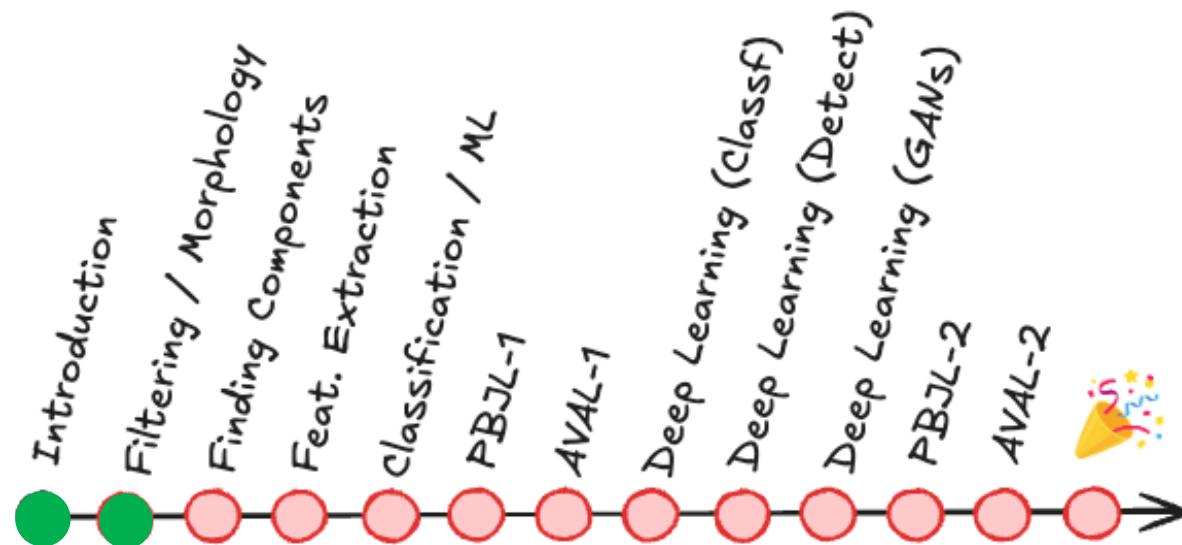 Introduction
Filtering / Morphology
Finding Components
Feat. Extraction
Classification / ML
PBJL-1
AVAL-1
Deep Learning (Classf)
Deep Learning (Detect)
Deep Learning (GANs)
PBJL-2
AVAL-2